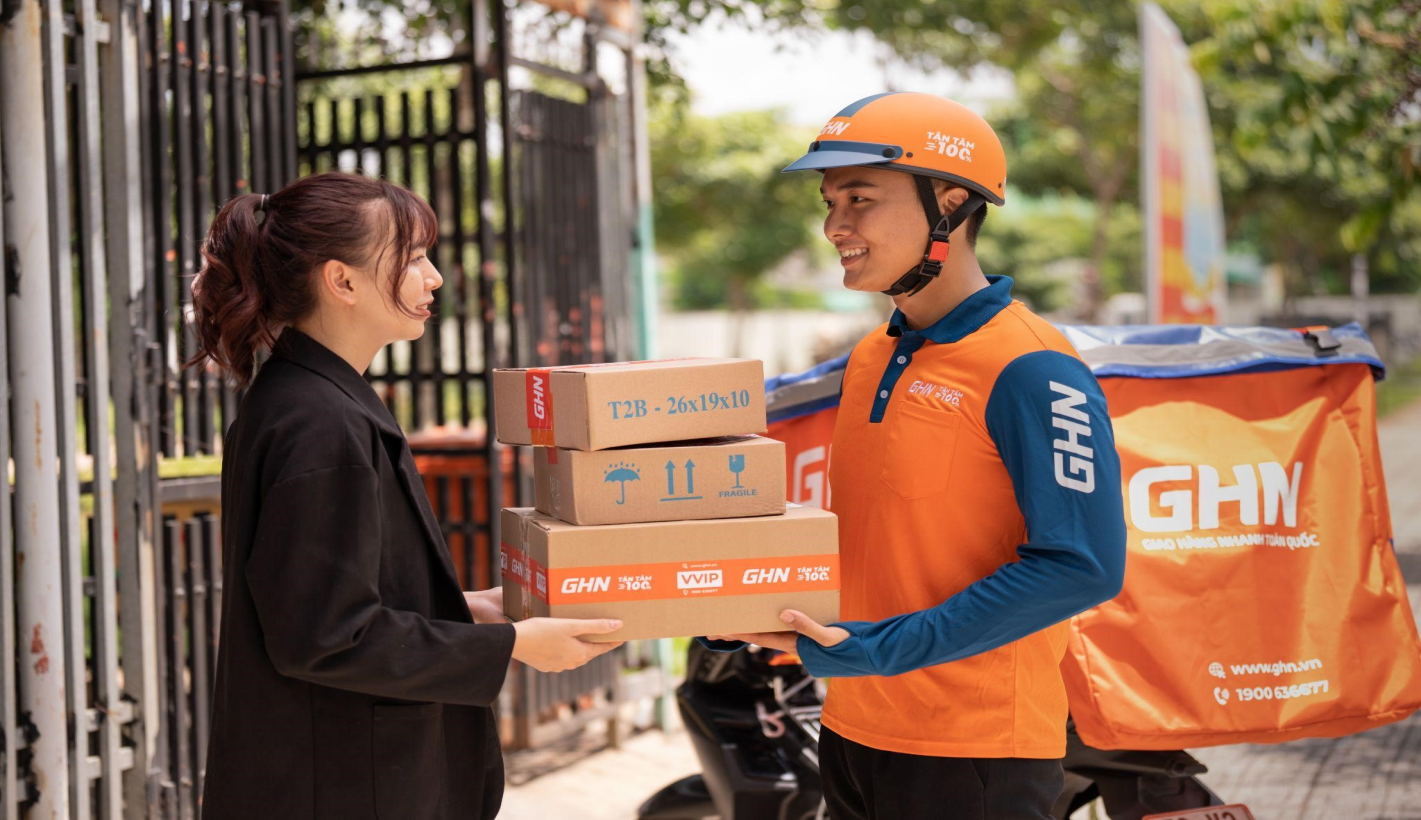 GHN
TẬN TÂM
100%
GHN
T2B - 26x19x10
FRAGILE
GHN
TẬN TÂM
100%
VVIP
GHN
TẬN TÂM
100%
GHN
TẬN TÂM
100%
GHN
GHN
GIAO HÀNG NHANH TOÀN QUỐC
www.ghn.vn
1900 636677